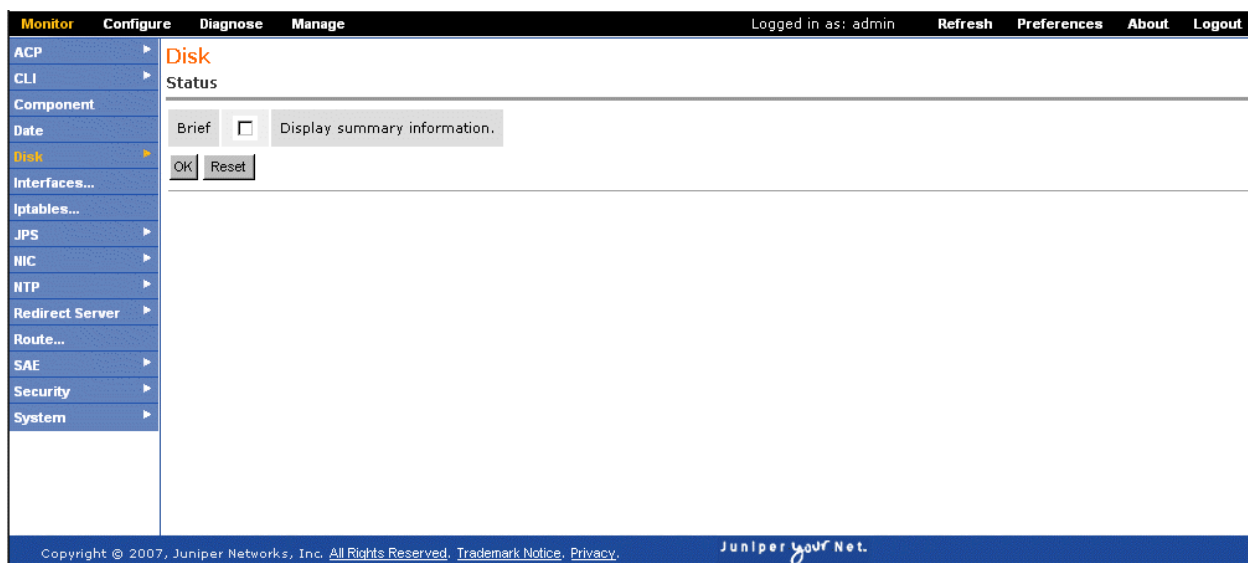 Monitor Configure Diagnose Manage Logged in as: admin Refresh Preferences About Logout
ACP
CLI
Component
Date
Disk
Interfaces...
Iptables...
JPS
NIC
NTP
Redirect Server
Route...
SAE
Security
System
Disk
Status
Brief Display summary information.
OK Reset
Copyright © 2007, Juniper Networks, Inc. All Rights Reserved. Trademark Notice. Privacy.
Juniper your Net.